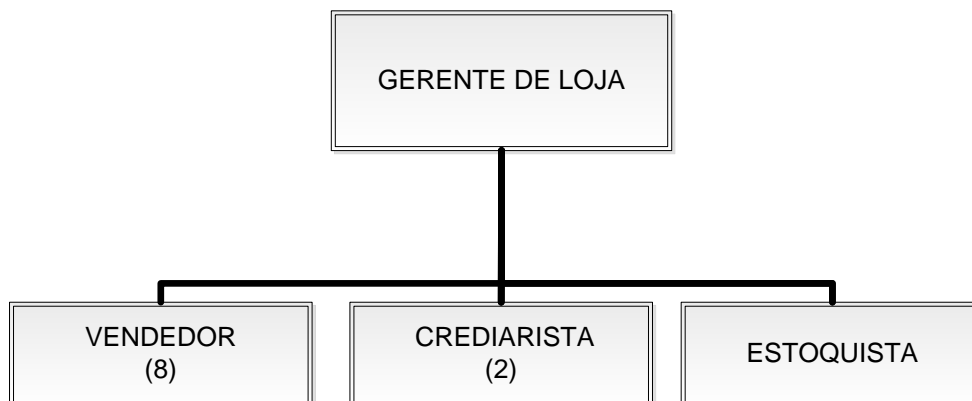 GERENTE DE LOJA
VENDEDOR
(8)
CREDIARISTA
(2)
ESTOQUISTA